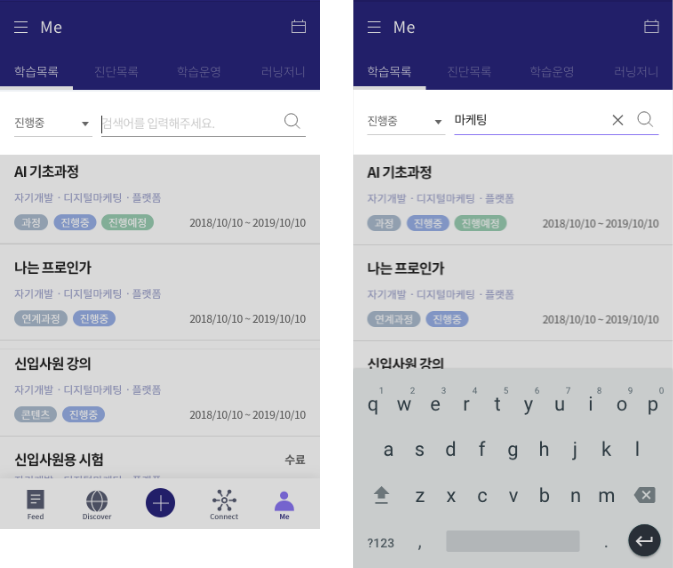 Me
학습목록 진단목록 학습운영 러닝저니
진행중 검색어를 입력해주세요.
AI 기초과정
자기개발 · 디지털마케팅 · 플랫폼
과정 진행중 진행예정 2018/10/10 ~ 2019/10/10
나는 프로인가
자기개발 · 디지털마케팅 · 플랫폼
연계과정 진행중 2018/10/10 ~ 2019/10/10
신입사원 강의
자기개발 · 디지털마케팅 · 플랫폼
콘텐츠 진행중 2018/10/10 ~ 2019/10/10
신입사원용 시험 수료
Feed Discover Connect Me
Me
학습목록 진단목록 학습운영 러닝저니
진행중 마케팅
AI 기초과정
자기개발 · 디지털마케팅 · 플랫폼
과정 진행중 진행예정 2018/10/10 ~ 2019/10/10
나는 프로인가
자기개발 · 디지털마케팅 · 플랫폼
연계과정 진행중 2018/10/10 ~ 2019/10/10
신입사원 강의
1 2 3 4 5 6 7 8 9 0
q w e r t y u i o p
a s d f g h j k l
z x c v b n m
?123 , .